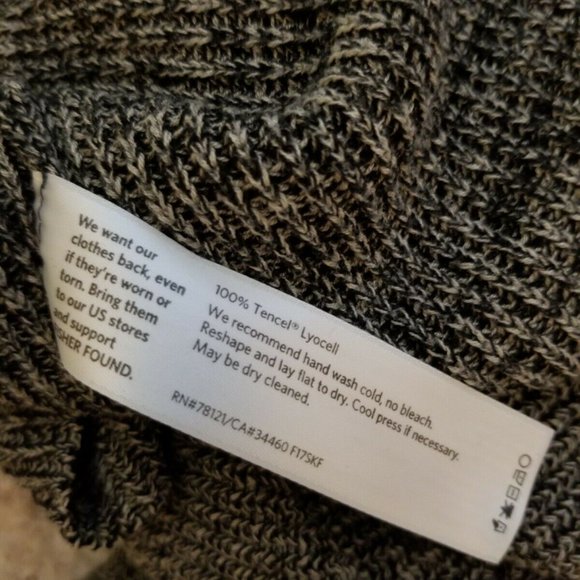 We want our
clothes back, even
if they're worn or
torn. Bring them
to our US stores
and support
SHER FOUND.
100% Tencel® Lyocell
We recommend hand wash cold, no bleach.
Reshape and lay flat to dry. Cool press if necessary.
May be dry cleaned.
RN#78121/CA#34460 F17SKF